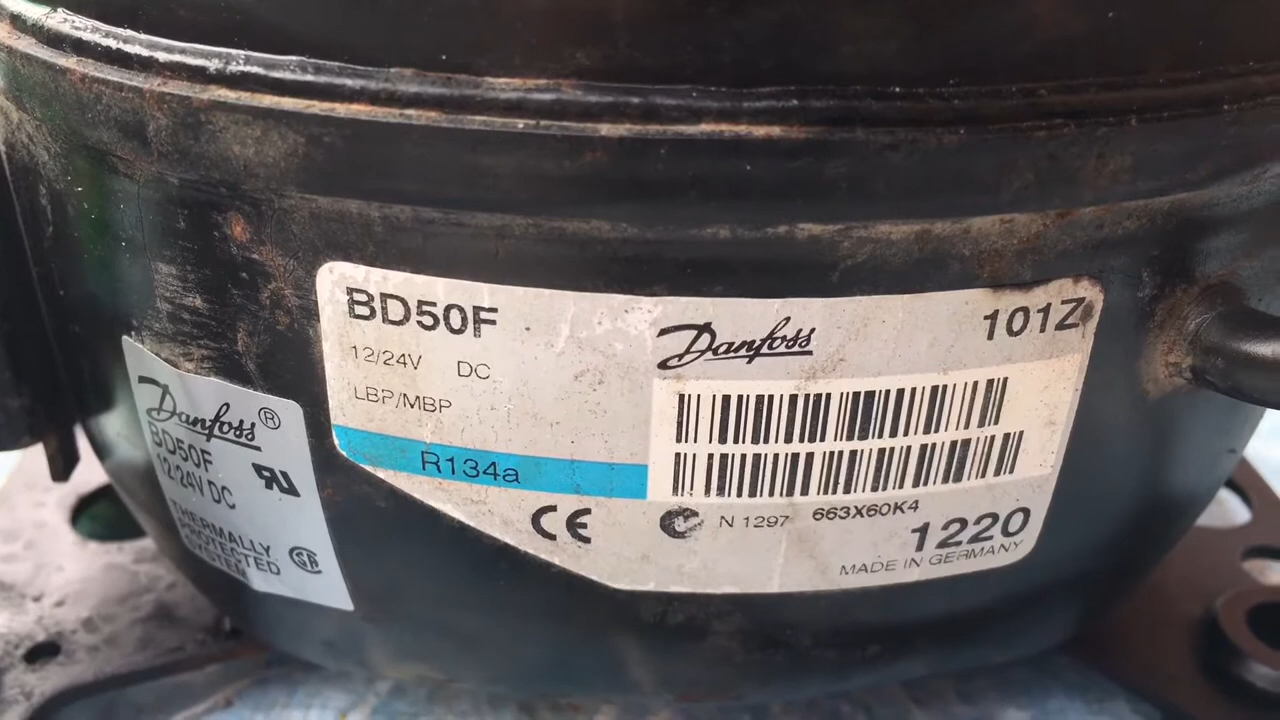 BD50F
12/24V DC
LBP/MBP
R134a
Danfoss
101Z
CE
N 1297 663X60K4
1220
MADE IN GERMANY
Danfoss®
BD50F
12/24V DC
THERMALLY
PROTECTED
SYSTEM